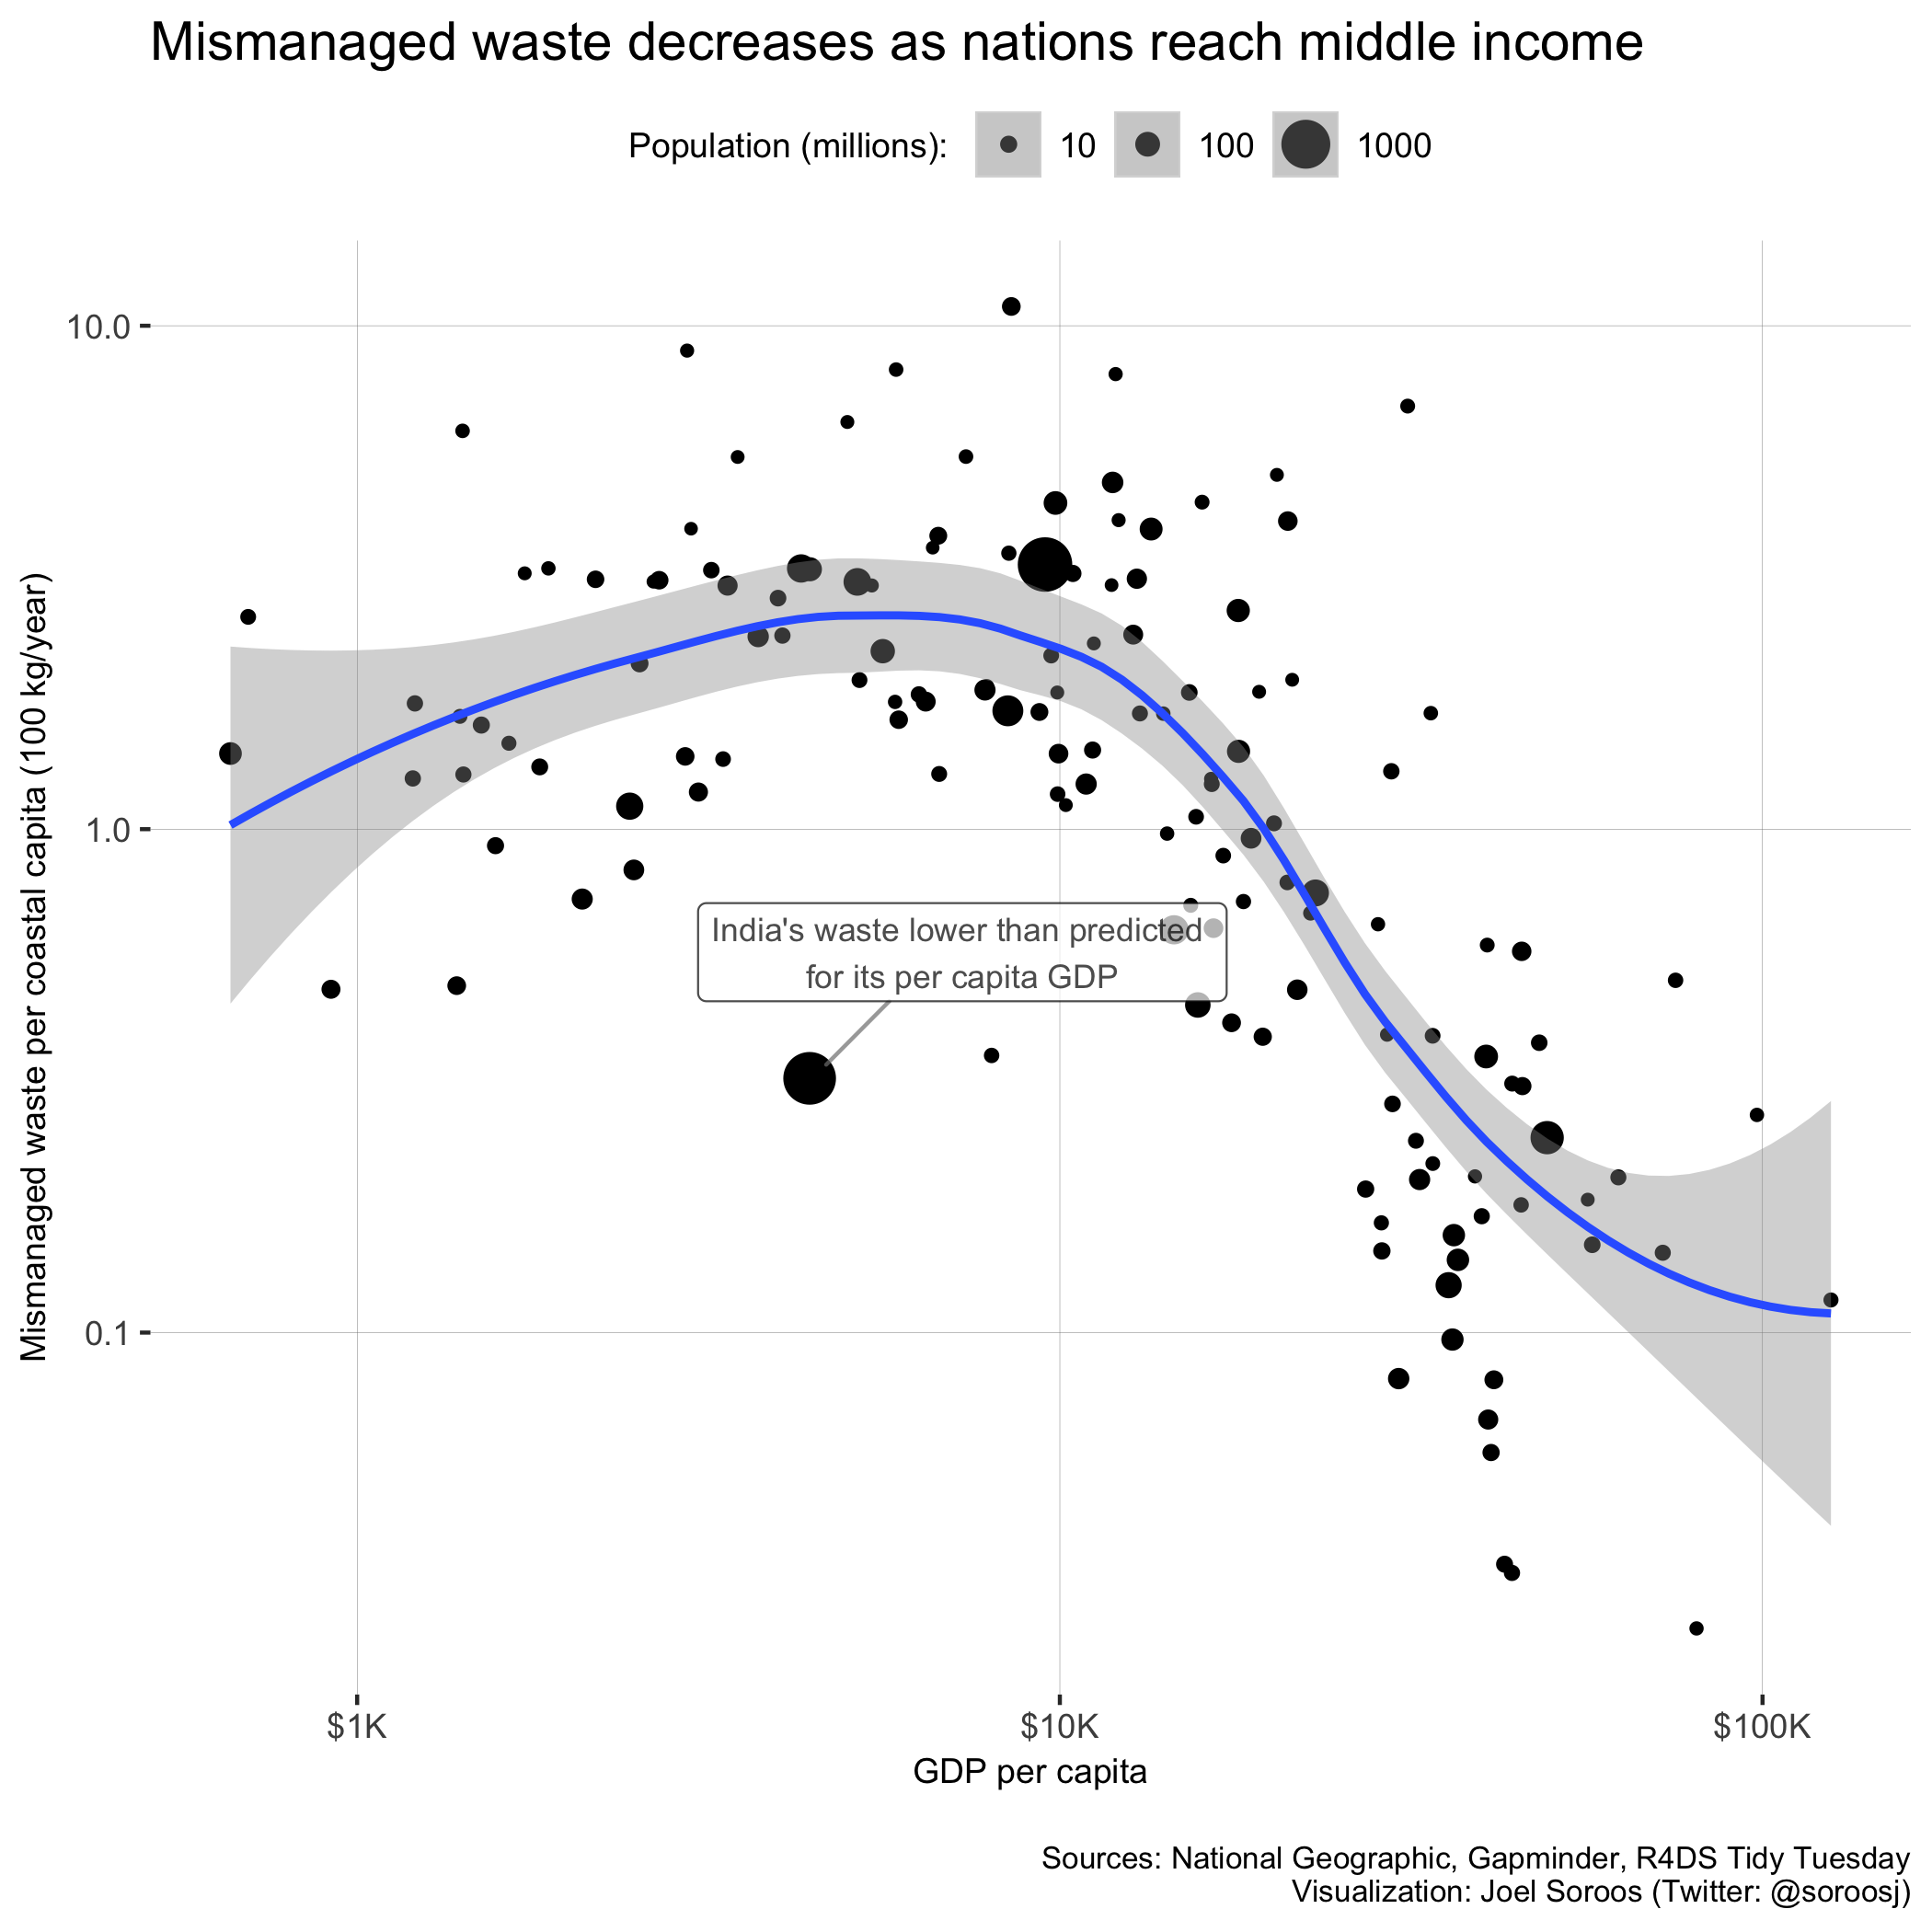 Mismanaged waste decreases as nations reach middle income
Population (millions): 10 100 1000
Mismanaged waste per coastal capita (100 kg/year)
10.0
1.0
0.1
India's waste lower than predicted
for its per capita GDP
$1K $10K $100K
GDP per capita
Sources: National Geographic, Gapminder, R4DS Tidy Tuesday
Visualization: Joel Soroos (Twitter: @soroosj)